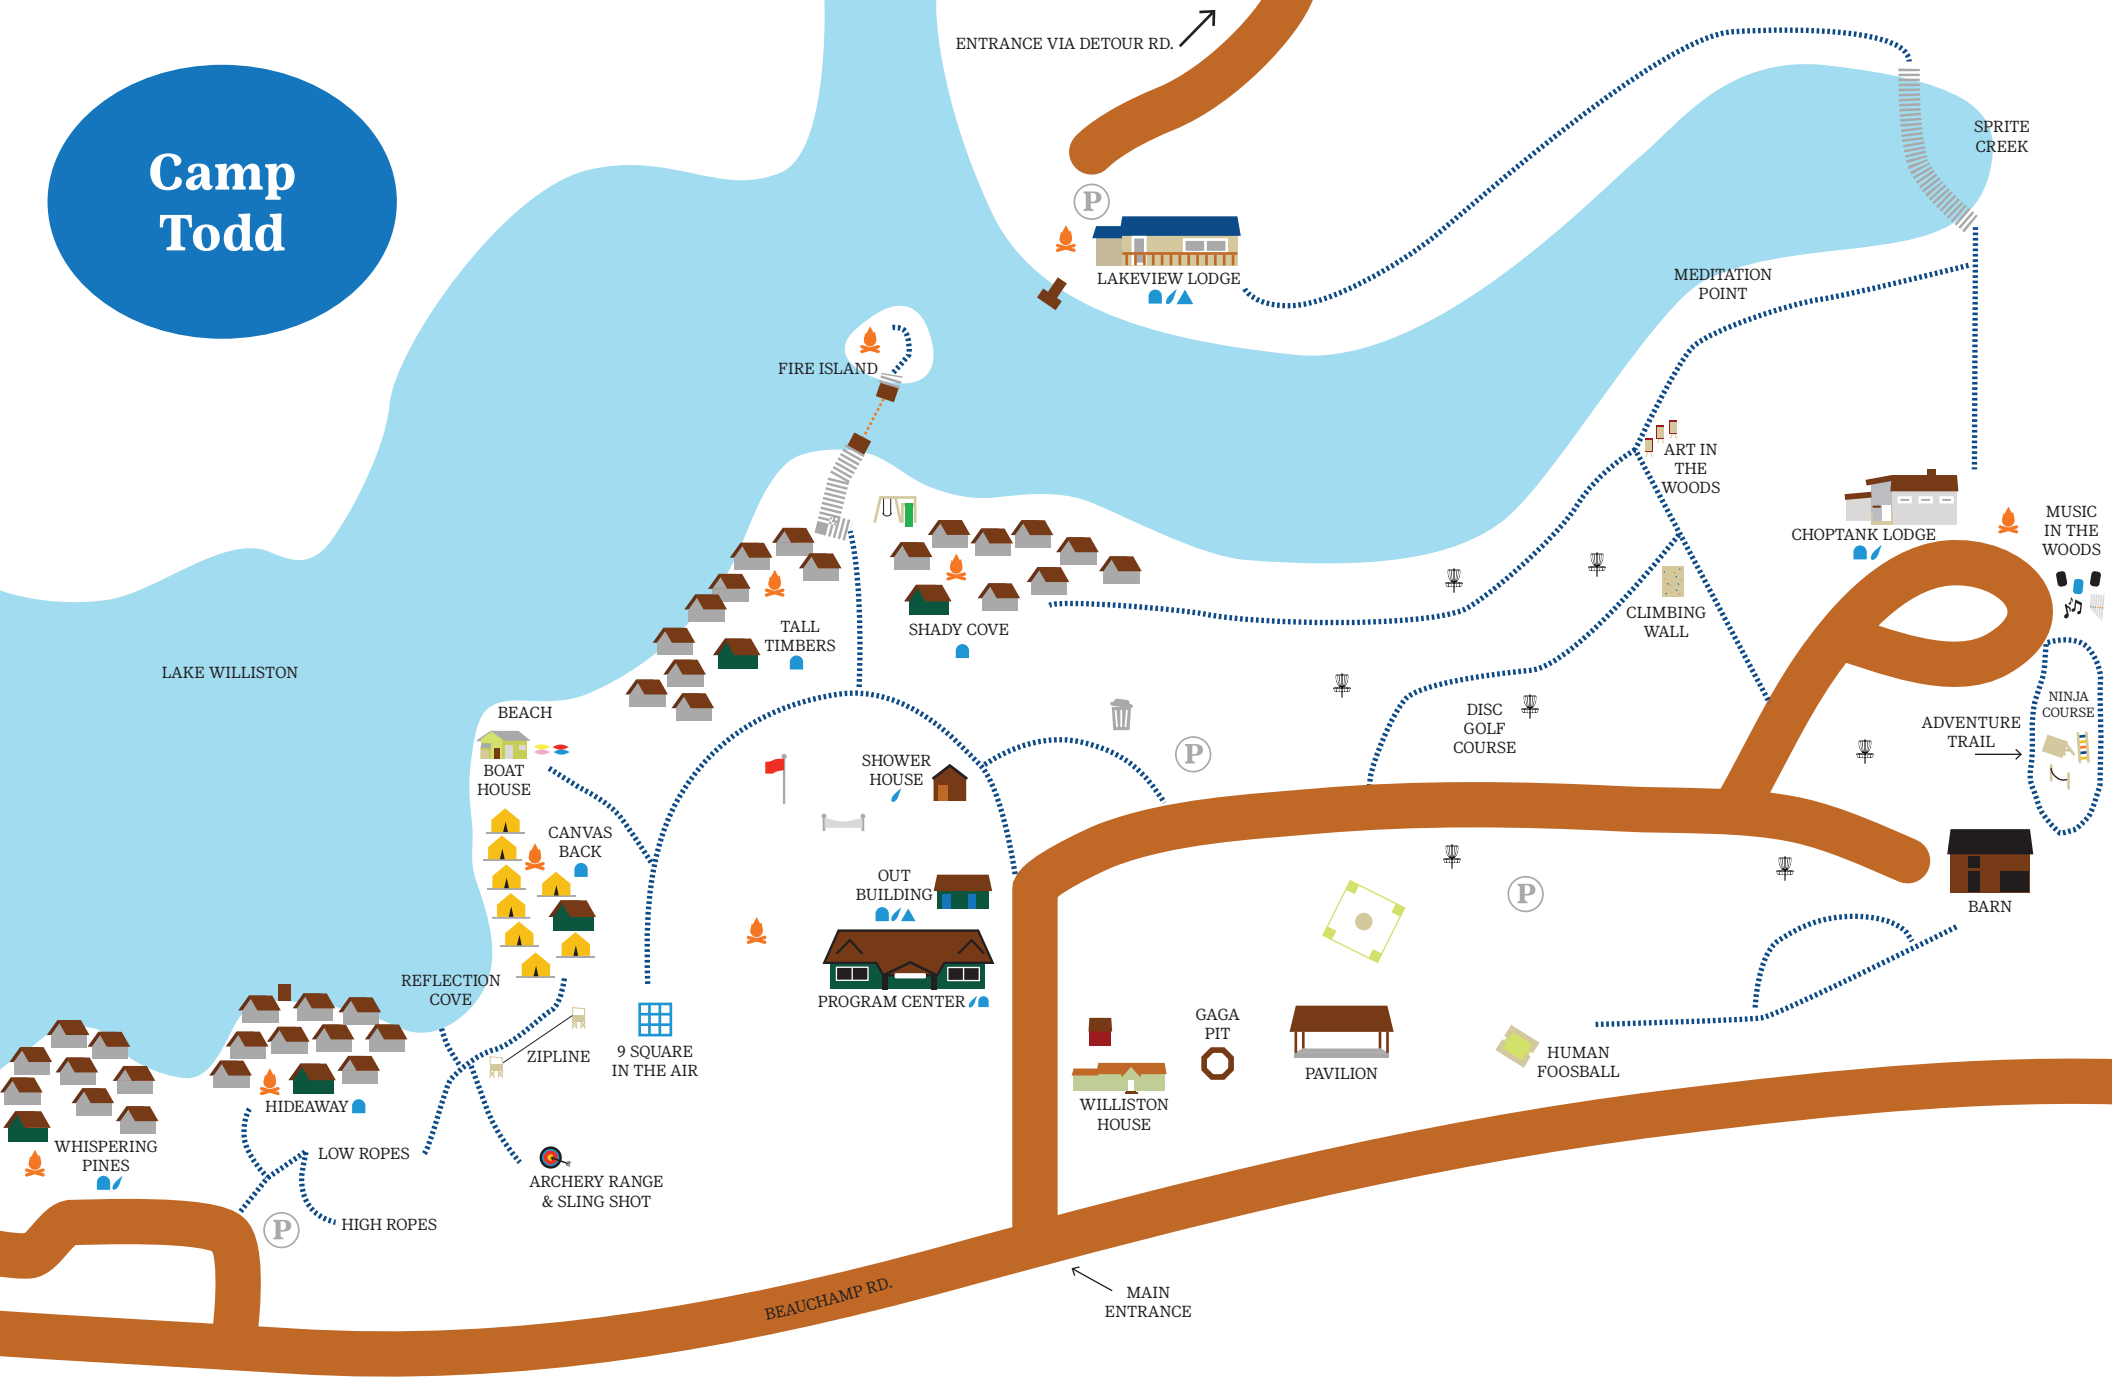 Camp
Todd
ENTRANCE VIA DETOUR RD.
P
LAKEVIEW LODGE
SPRITE
CREEK
MEDITATION
POINT
FIRE ISLAND
ART IN
THE
WOODS
CHOPTANK LODGE
MUSIC
IN THE
WOODS
CLIMBING
WALL
TALL
TIMBERS
SHADY COVE
LAKE WILLISTON
BEACH
BOAT
HOUSE
SHOWER
HOUSE
P
DISC
GOLF
COURSE
ADVENTURE
TRAIL
NINJA
COURSE
CANVAS
BACK
OUT
BUILDING
P
BARN
REFLECTION
COVE
PROGRAM CENTER
ZIPLINE
9 SQUARE
IN THE AIR
GAGA
PIT
PAVILION
HUMAN
FOOSBALL
WILLISTON
HOUSE
HIDEAWAY
WHISPERING
PINES
LOW ROPES
ARCHERY RANGE
& SLING SHOT
HIGH ROPES
P
BEAUCHAMP RD.
MAIN
ENTRANCE